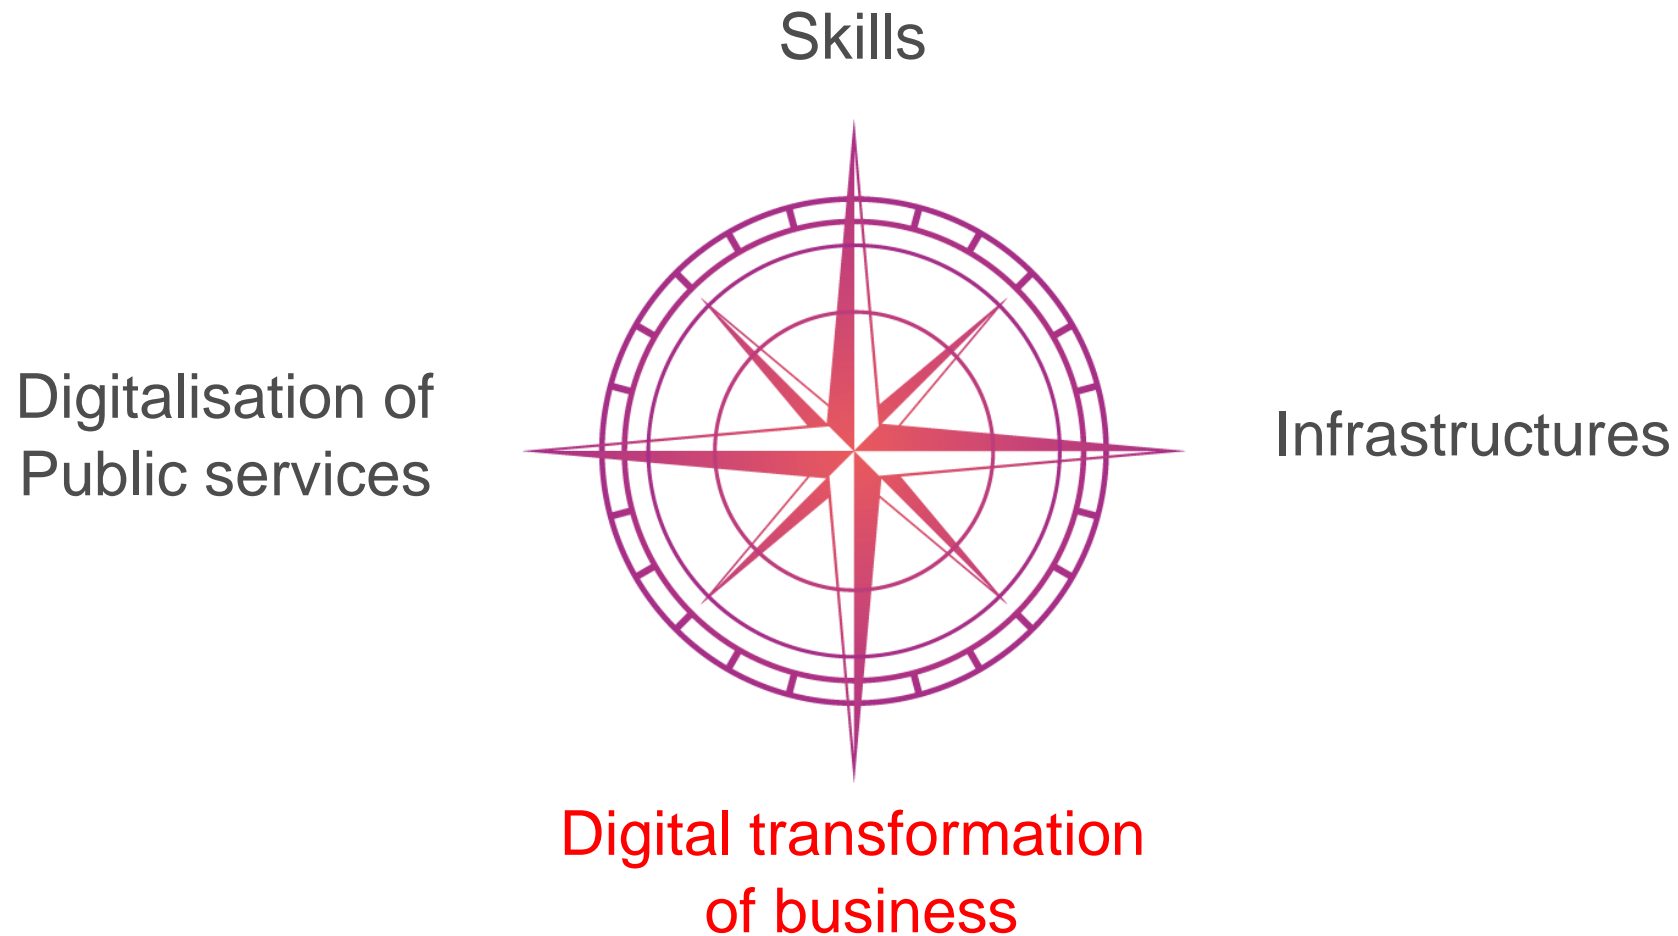 Skills
Digitalisation of
Public services
Infrastructures
Digital transformation
of business